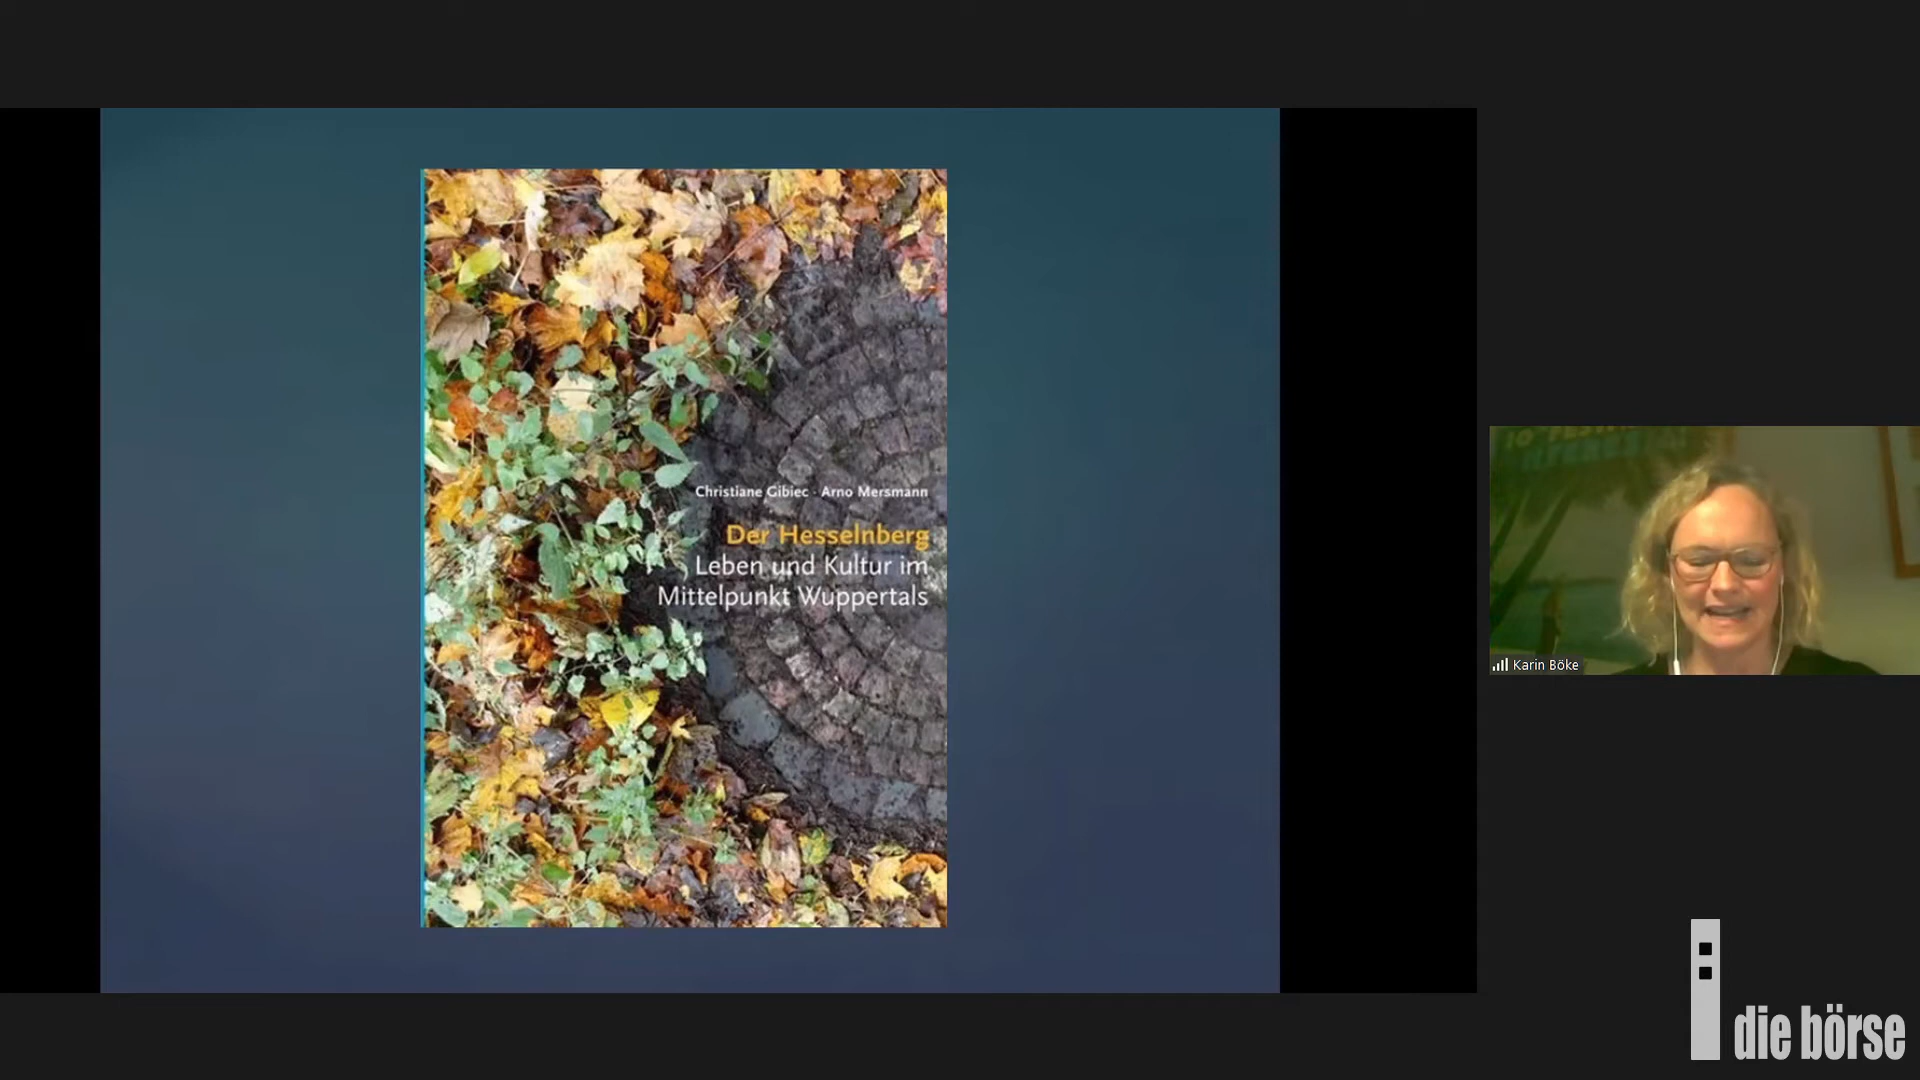 Christiane Gibiec · Arno Mersmann
Der Hesselnberg
Leben und Kultur im
Mittelpunkt Wuppertals
Karin Böke
die börse